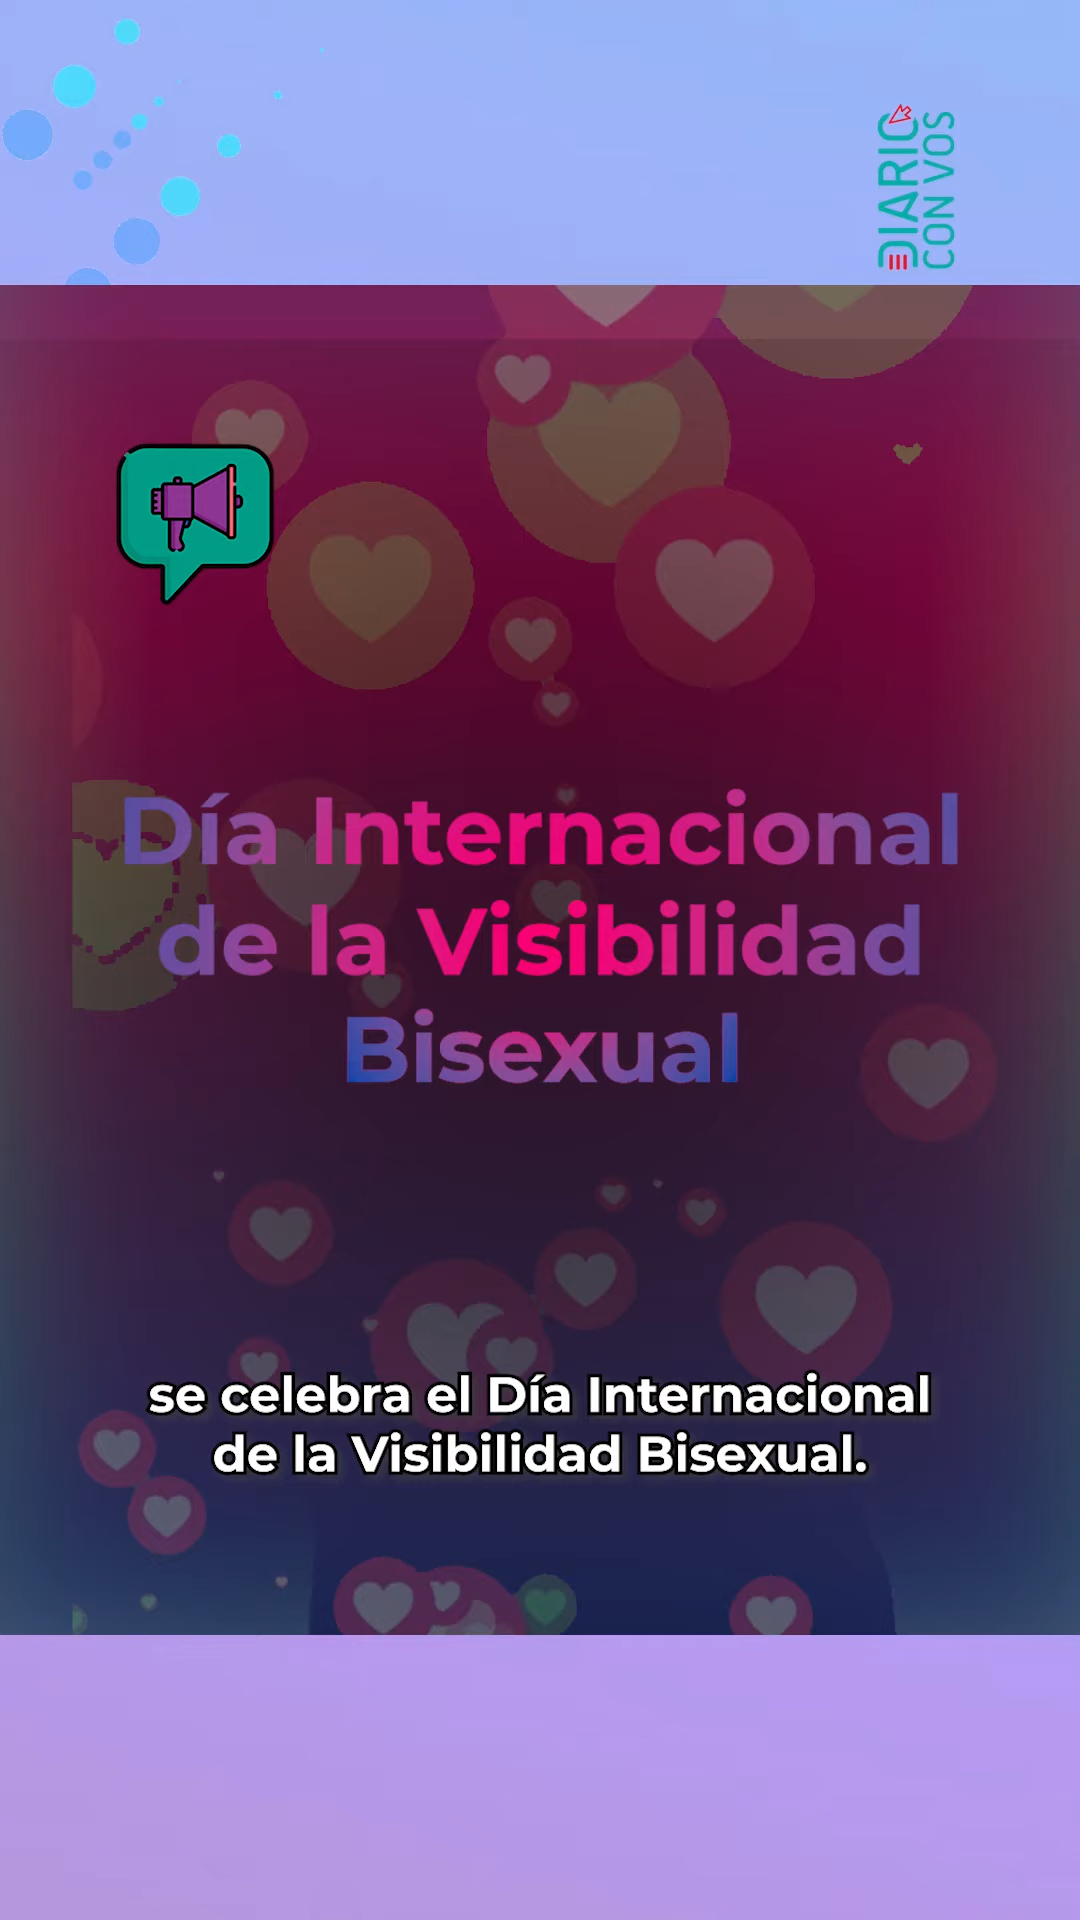 DIARIO
CON VOS
Día Internacional
de la Visibilidad
Bisexual
se celebra el Día Internacional
de la Visibilidad Bisexual.